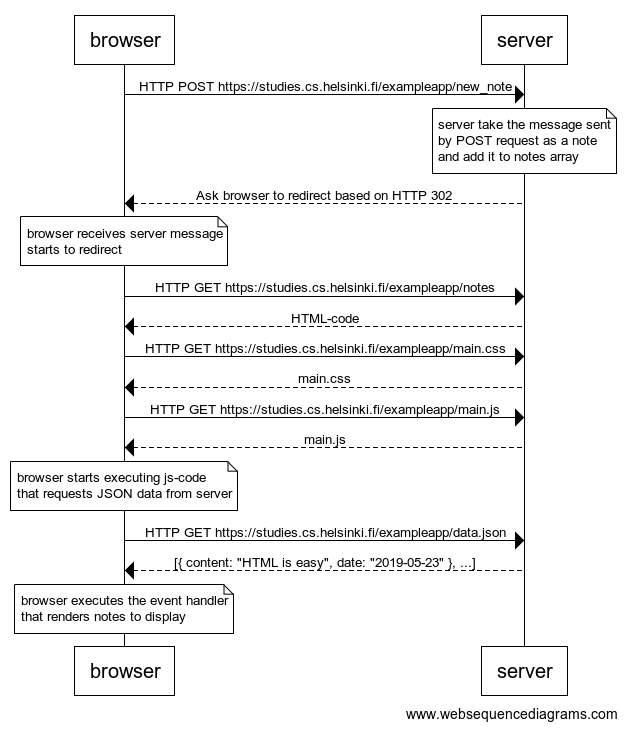 browser
server
HTTP POST https://studies.cs.helsinki.fi/exampleapp/new_note
server take the message sent
by POST request as a note
and add it to notes array
Ask browser to redirect based on HTTP 302
browser receives server message
starts to redirect
HTTP GET https://studies.cs.helsinki.fi/exampleapp/notes
HTML-code
HTTP GET https://studies.cs.helsinki.fi/exampleapp/main.css
main.css
HTTP GET https://studies.cs.helsinki.fi/exampleapp/main.js
main.js
browser starts executing js-code
that requests JSON data from server
HTTP GET https://studies.cs.helsinki.fi/exampleapp/data.json
[{ content: "HTML is easy", date: "2019-05-23" }, ...]
browser executes the event handler
that renders notes to display
browser
server
www.websequencediagrams.com